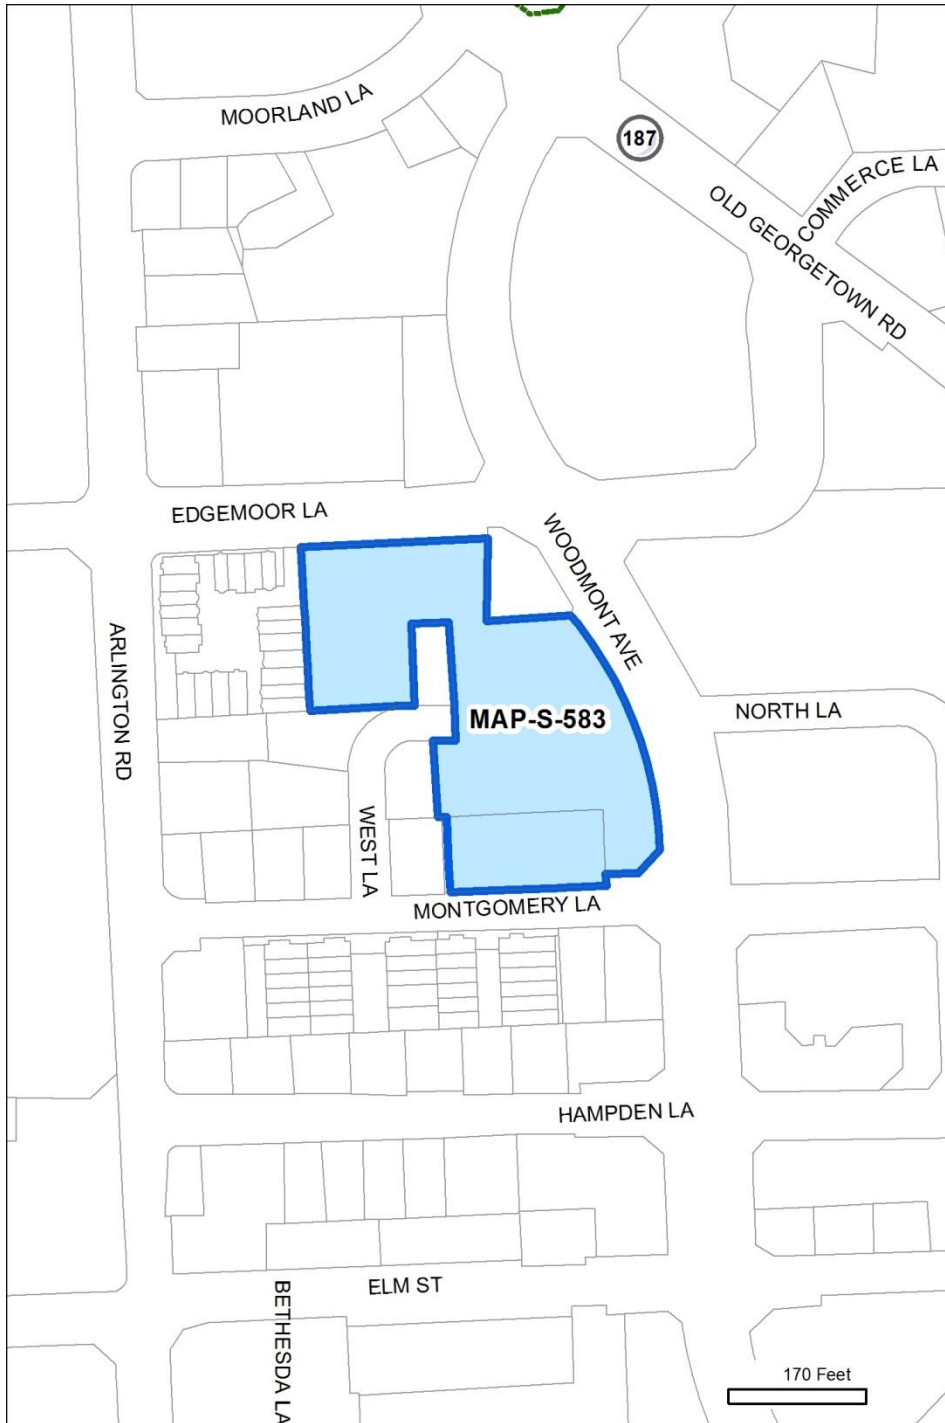 MOORLAND LA
187
COMMERCE LA
OLD GEORGETOWN RD
EDGEMOOR LA
WOODMONT AVE
ARLINGTON RD
MAP-S-583
NORTH LA
WEST LA
MONTGOMERY LA
HAMPDEN LA
ELM ST
BETHESDA LA
170 Feet